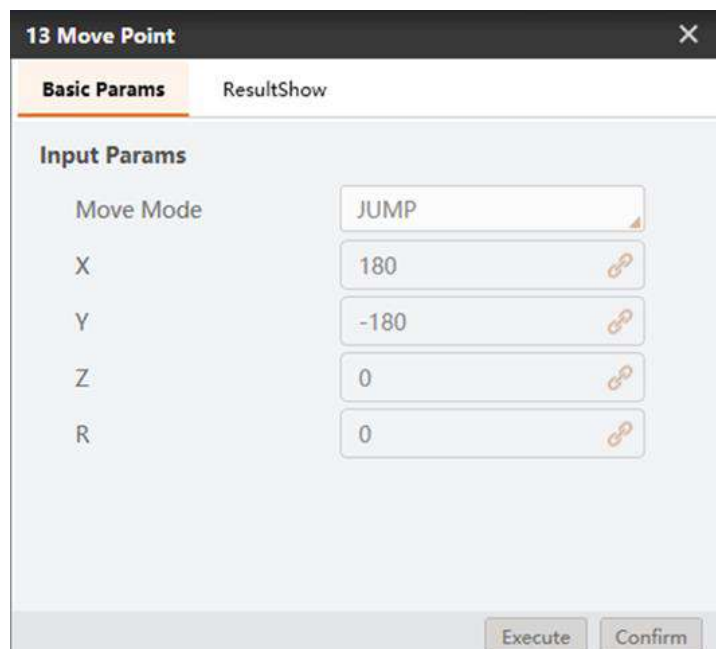 13 Move Point
Basic Params ResultShow
Input Params
Move Mode JUMP
X 180
Y -180
Z 0
R 0
Execute Confirm